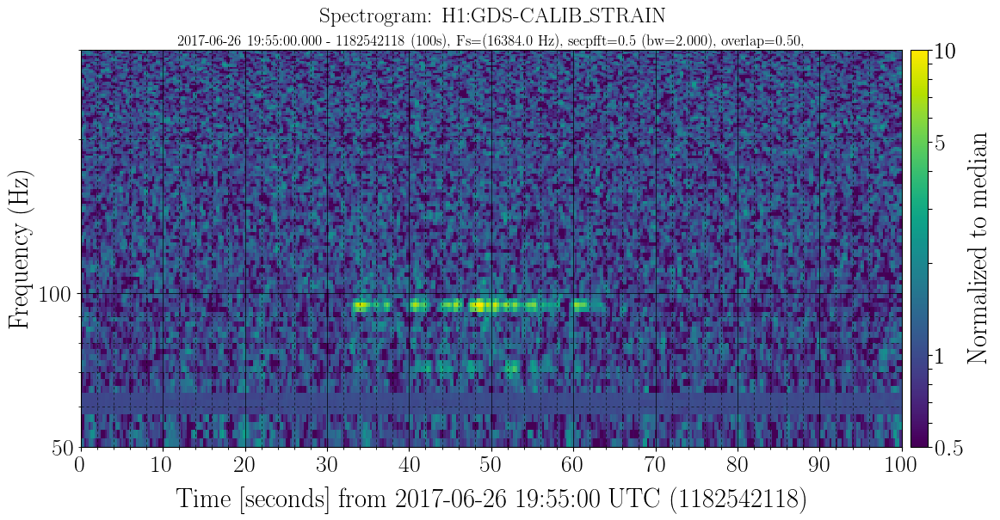 Spectrogram: H1:GDS-CALIB_STRAIN
2017-06-26 19:55:00.000 - 1182542118 (100s), Fs=(16384.0 Hz), secpfft=0.5 (bw=2.000), overlap=0.50,
Frequency (Hz)
100
50
0 10 20 30 40 50 60 70 80 90 100
Time [seconds] from 2017-06-26 19:55:00 UTC (1182542118)
10
5
1
0.5
Normalized to median